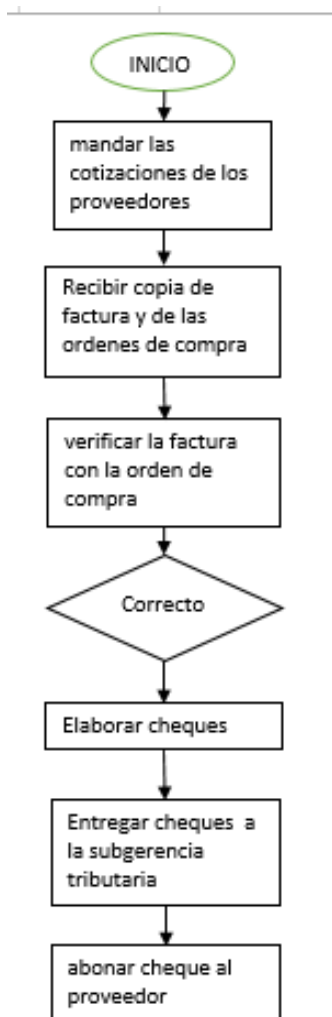 INICIO
mandar las
cotizaciones de los
proveedores
Recibir copia de
factura y de las
ordenes de compra
verificar la factura
con la orden de
compra
Correcto
Elaborar cheques
Entregar cheques a
la subgerencia
tributaria
abonar cheque al
proveedor